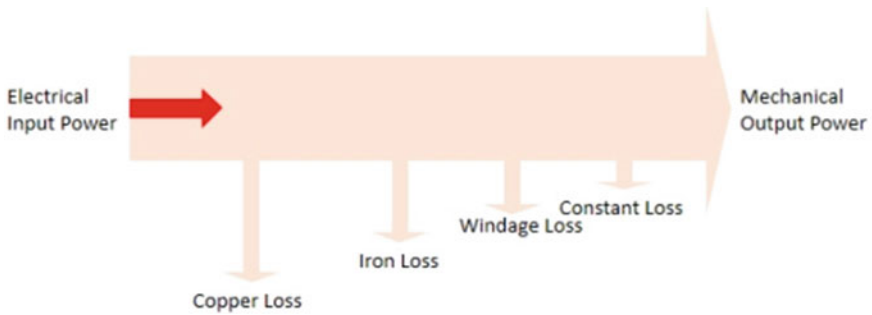 Electrical
Input Power
Mechanical
Output Power
Constant Loss
Windage Loss
Iron Loss
Copper Loss